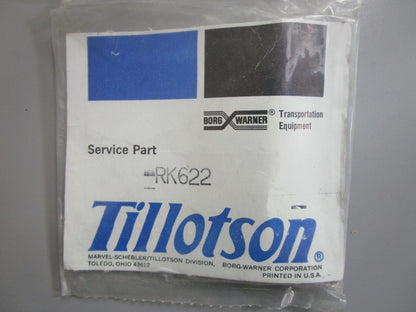 BORG WARNER® Transportation
Equipment
Service Part
RK622
Tillotson®
MARVEL-SCHEBLER/TILLOTSON DIVISION, BORG-WARNER CORPORATION
TOLEDO, OHIO 43612
PRINTED IN U.S.A.